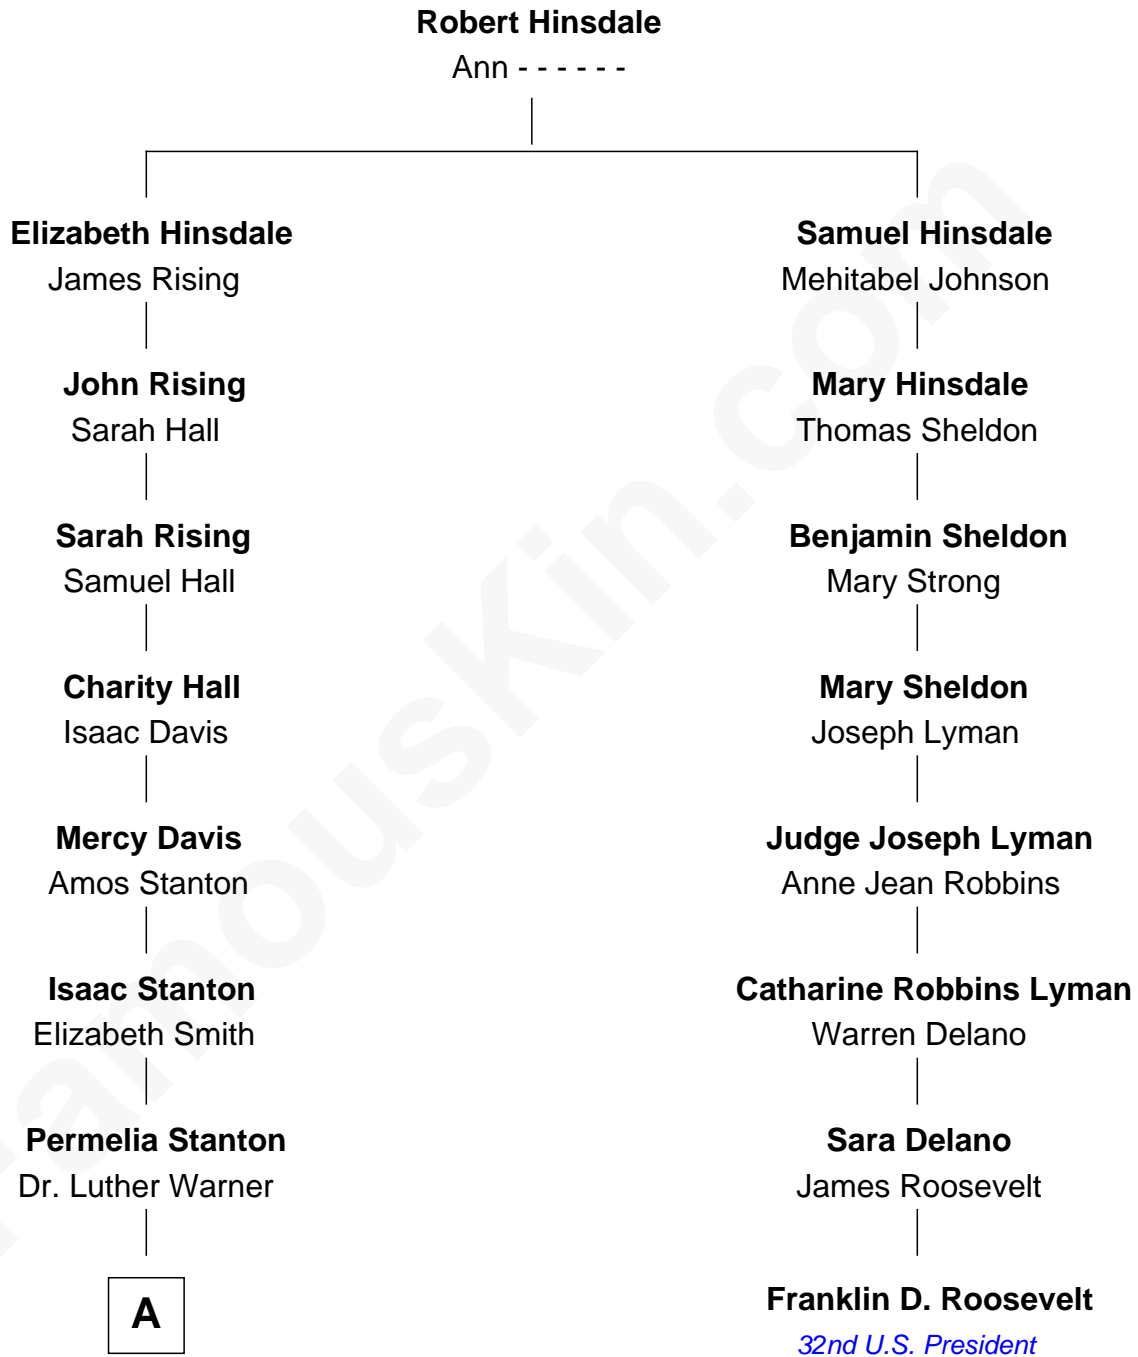 Robert Hinsdale
Ann - - - - - -
Elizabeth Hinsdale
James Rising
Samuel Hinsdale
Mehitabel Johnson
John Rising
Sarah Hall
Mary Hinsdale
Thomas Sheldon
Sarah Rising
Samuel Hall
Benjamin Sheldon
Mary Strong
Charity Hall
Isaac Davis
Mary Sheldon
Joseph Lyman
Mercy Davis
Amos Stanton
Judge Joseph Lyman
Anne Jean Robbins
Isaac Stanton
Elizabeth Smith
Catharine Robbins Lyman
Warren Delano
Permelia Stanton
Dr. Luther Warner
Sara Delano
James Roosevelt
A
Franklin D. Roosevelt
32nd U.S. President
FamousKin.com